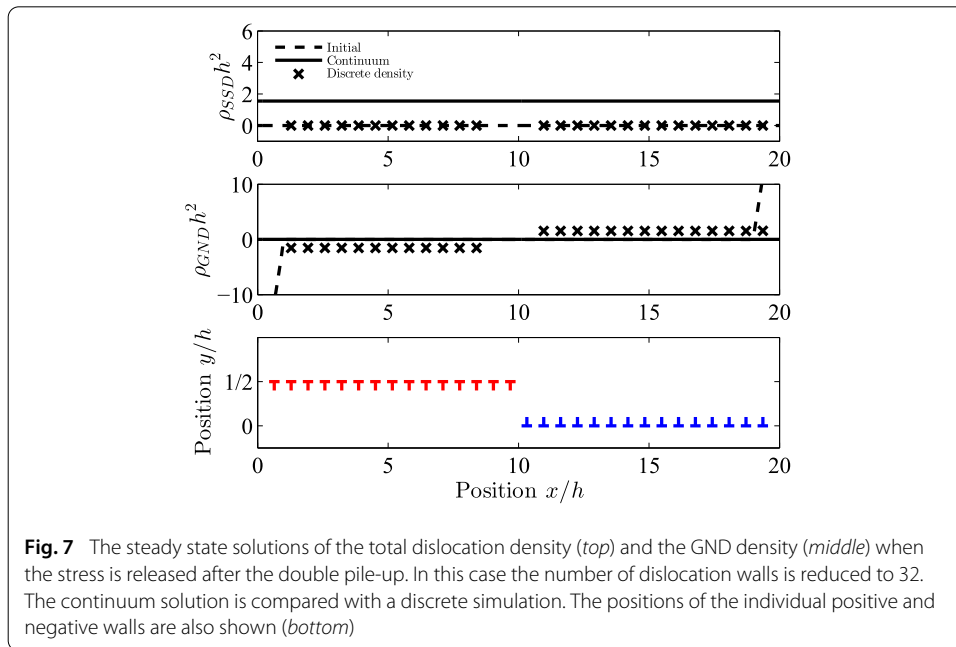 6
4
2
0
ρ_SSD h²
Initial
Continuum
Discrete density
0 5 10 15 20
10
0
−10
ρ_GND h²
0 5 10 15 20
1/2
0
Position y/h
0 5 10 15 20
Position x/h
Fig. 7 The steady state solutions of the total dislocation density (top) and the GND density (middle) when
the stress is released after the double pile-up. In this case the number of dislocation walls is reduced to 32.
The continuum solution is compared with a discrete simulation. The positions of the individual positive and
negative walls are also shown (bottom)